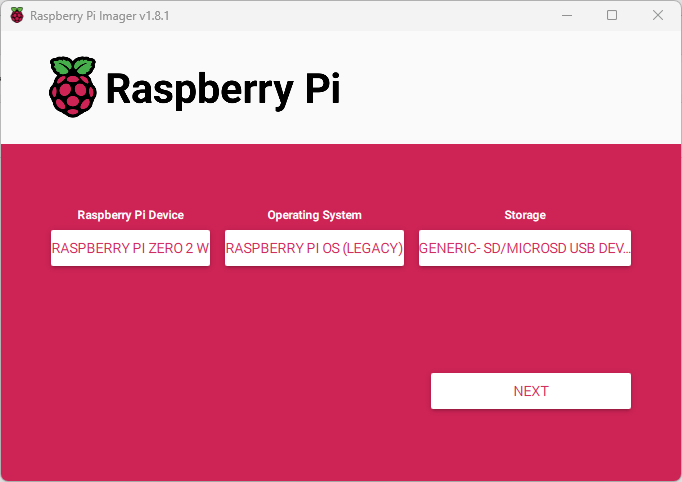 Raspberry Pi Imager v1.8.1
Raspberry Pi
Raspberry Pi Device
Operating System
Storage
RASPBERRY PI ZERO 2 W
RASPBERRY PI OS (LEGACY)
GENERIC- SD/MICROSD USB DEV...
NEXT